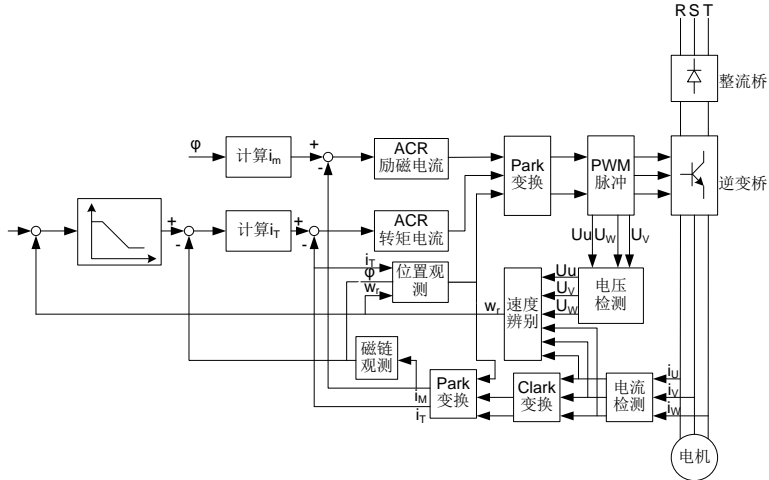 R S T
整流桥
φ
计算im
+
-
ACR
励磁电流
Park
变换
PWM
脉冲
逆变桥
+
-
计算iT
+
-
ACR
转矩电流
Uu
UW
UV
iT
φ
wr
位置观
测
wr
速度
辨别
Uu
UV
UW
电压
检测
磁链
观测
iM
iT
Park
变换
Clark
变换
电流
检测
iU
iV
iW
电机